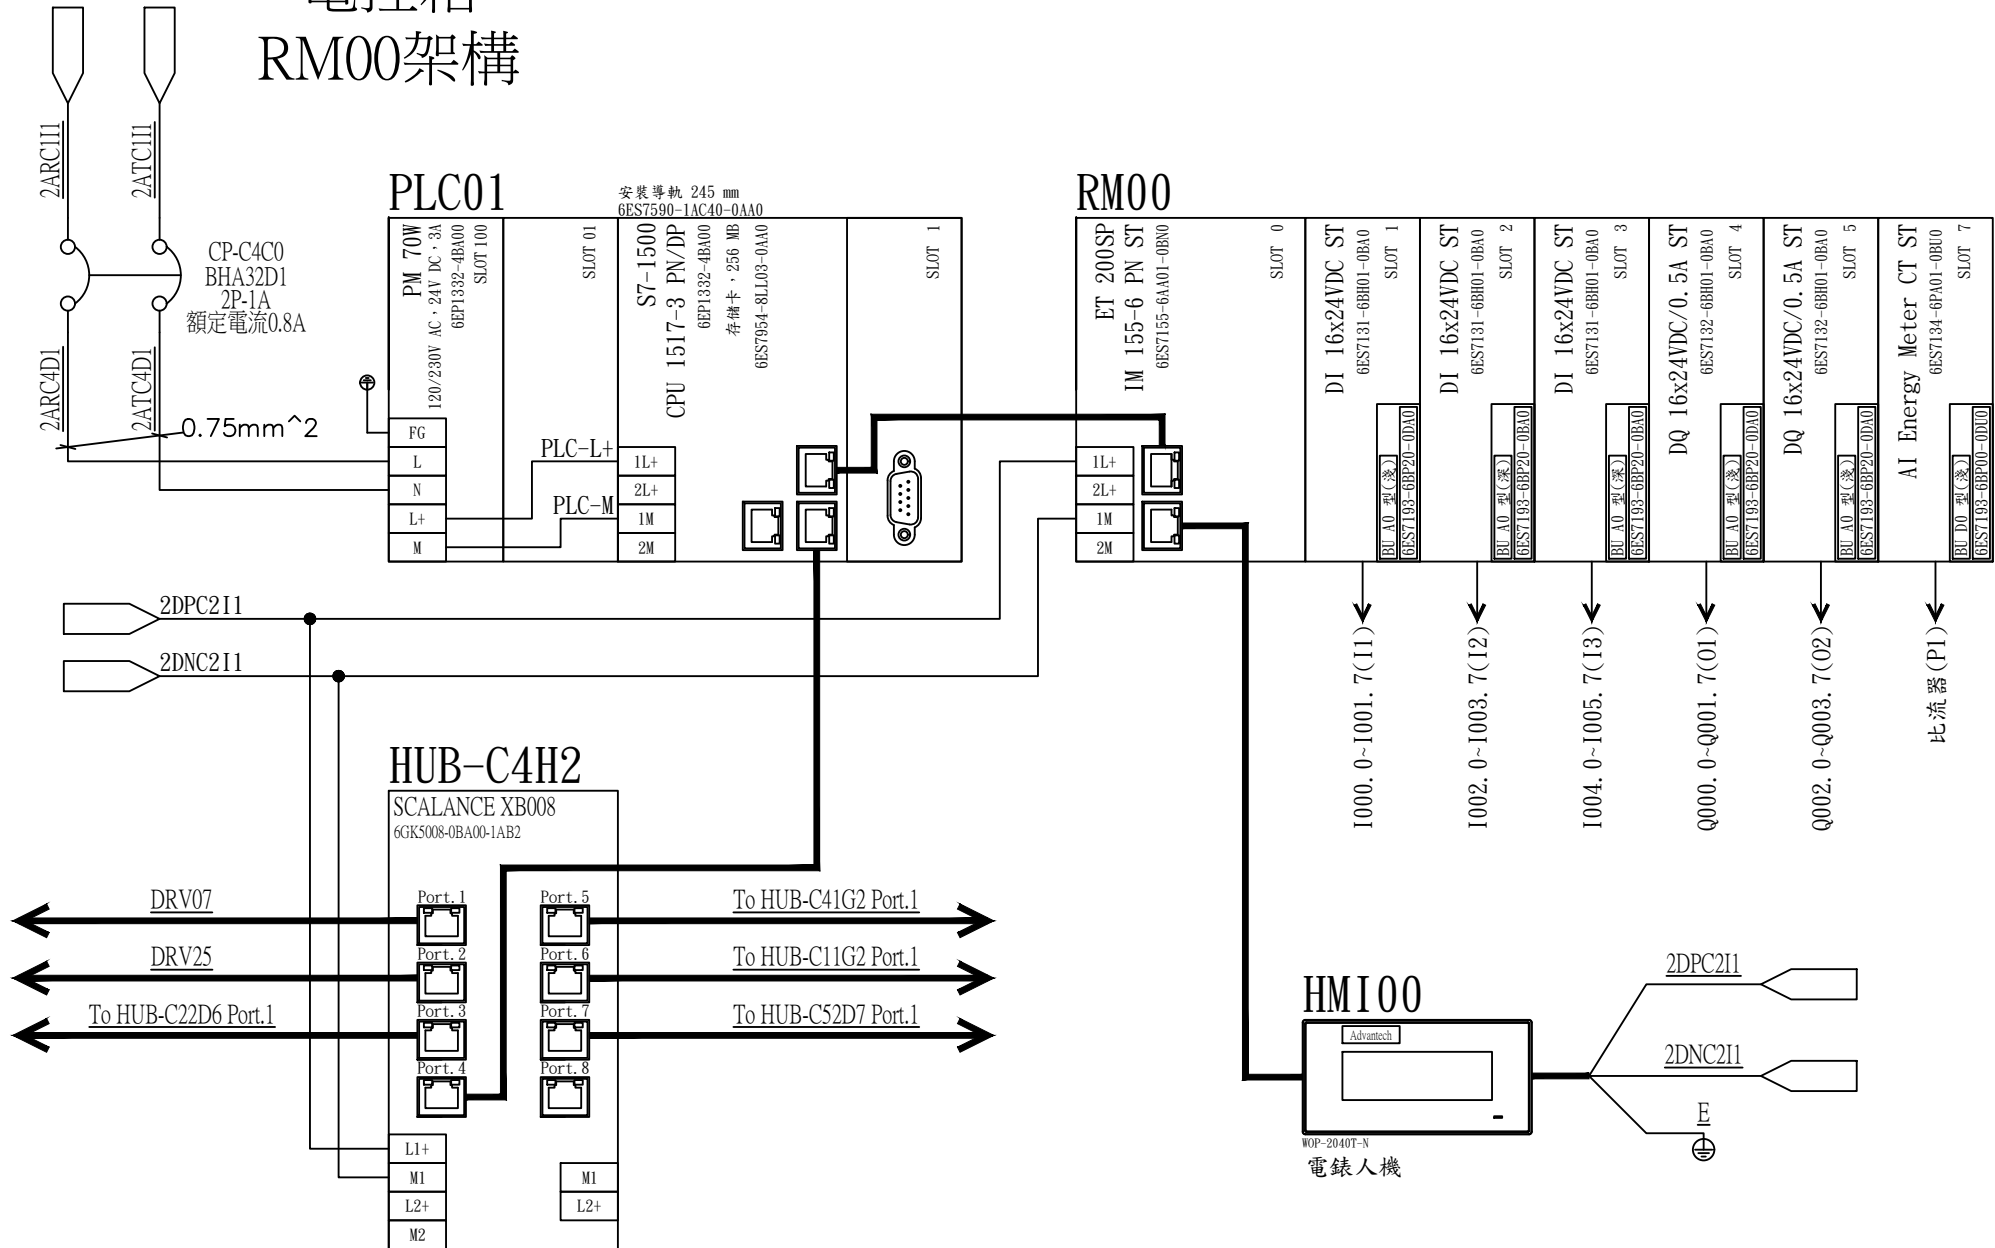 RM00架構
2ARC1I1
2ATC1I1
CP-C4C0
BHA32D1
2P-1A
額定電流0.8A
2ARC4D1
2ATC4D1
0.75mm^2
PLC01
安裝導軌 245 mm
6ES7590-1AC40-0AA0
PM 70W
120/230V AC，24V DC，3A
6EP1332-4BA00
SLOT 100
SLOT 01
S7-1500
CPU 1517-3 PN/DP
6EP1332-4BA00
存儲卡，256 MB
6ES7954-8LL03-0AA0
SLOT 1
FG
L
N
L+
M
PLC-L+
PLC-M
1L+
2L+
1M
2M
RM00
ET 200SP
IM 155-6 PN ST
6ES7155-6AA01-0BN0
SLOT 0
1L+
2L+
1M
2M
DI 16x24VDC ST
6ES7131-6BH01-0BA0
SLOT 1
BU A0 型(淺)
6ES7193-6BP20-0DA0
DI 16x24VDC ST
6ES7131-6BH01-0BA0
SLOT 2
BU A0 型(深)
6ES7193-6BP20-0BA0
DI 16x24VDC ST
6ES7131-6BH01-0BA0
SLOT 3
BU A0 型(深)
6ES7193-6BP20-0BA0
DQ 16x24VDC/0.5A ST
6ES7132-6BH01-0BA0
SLOT 4
BU A0 型(淺)
6ES7193-6BP20-0DA0
DQ 16x24VDC/0.5A ST
6ES7132-6BH01-0BA0
SLOT 5
BU A0 型(淺)
6ES7193-6BP20-0DA0
AI Energy Meter CT ST
6ES7134-6PA01-0BU0
SLOT 7
BU D0 型(淺)
6ES7193-6BP00-0DU0
I000.0~I001.7(I1)
I002.0~I003.7(I2)
I004.0~I005.7(I3)
Q000.0~Q001.7(O1)
Q002.0~Q003.7(O2)
比流器(P1)
2DPC2I1
2DNC2I1
HUB-C4H2
SCALANCE XB008
6GK5008-0BA00-1AB2
DRV07
Port.1
Port.5
To HUB-C41G2 Port.1
DRV25
Port.2
Port.6
To HUB-C11G2 Port.1
To HUB-C22D6 Port.1
Port.3
Port.7
To HUB-C52D7 Port.1
Port.4
Port.8
L1+
M1
L2+
M2
M1
L2+
HMI00
Advantech
WOP-2040T-N
電錶人機
2DPC2I1
2DNC2I1
E